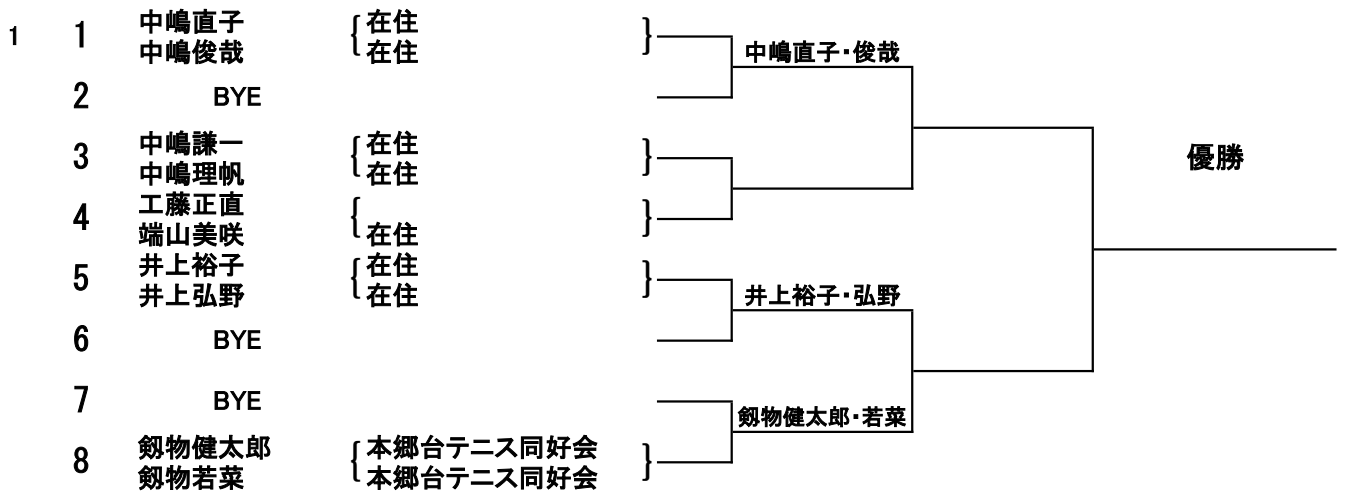 1
1 中嶋直子 { 在住 }
中嶋俊哉 在住
中嶋直子・俊哉
2 BYE
3 中嶋謙一 { 在住 }
中嶋理帆 在住
優勝
4 工藤正直 { }
端山美咲 在住
5 井上裕子 { 在住 }
井上弘野 在住
井上裕子・弘野
6 BYE
7 BYE
剱物健太郎・若菜
8 剱物健太郎 { 本郷台テニス同好会 }
剱物若菜 本郷台テニス同好会